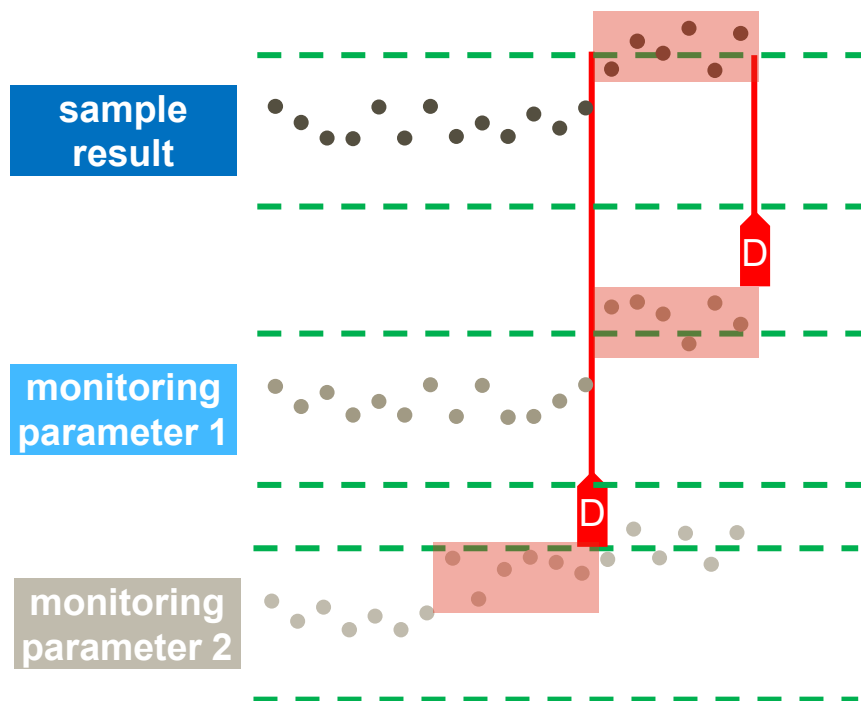 sample
result
D
monitoring
parameter 1
D
monitoring
parameter 2